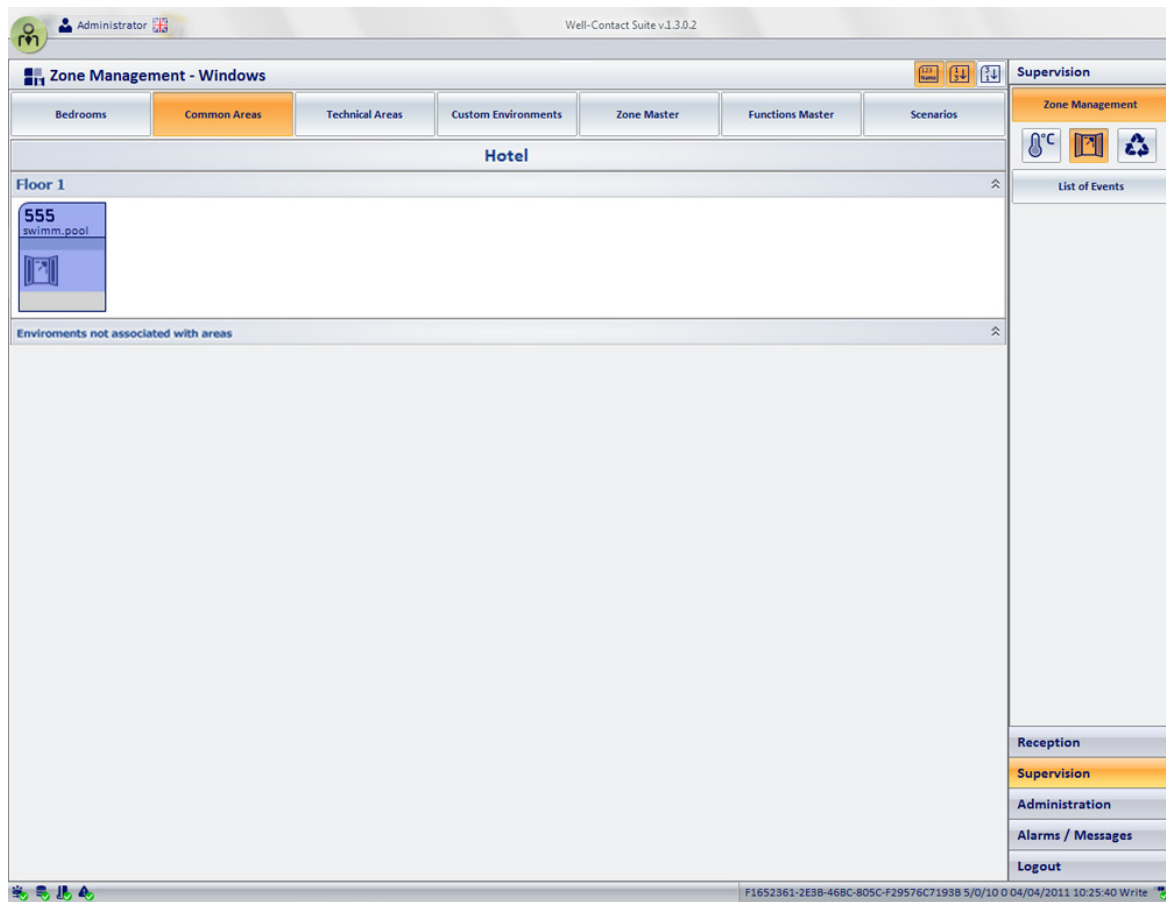 Administrator
Well-Contact Suite v.1.3.0.2
Zone Management - Windows
Supervision
Bedrooms
Common Areas
Technical Areas
Custom Environments
Zone Master
Functions Master
Scenarios
Zone Management
°C
Hotel
Floor 1
List of Events
555
swimm.pool
Enviroments not associated with areas
Reception
Supervision
Administration
Alarms / Messages
Logout
F1652361-2E3B-46BC-805C-F29576C7193B 5/0/10 0 04/04/2011 10:25:40 Write